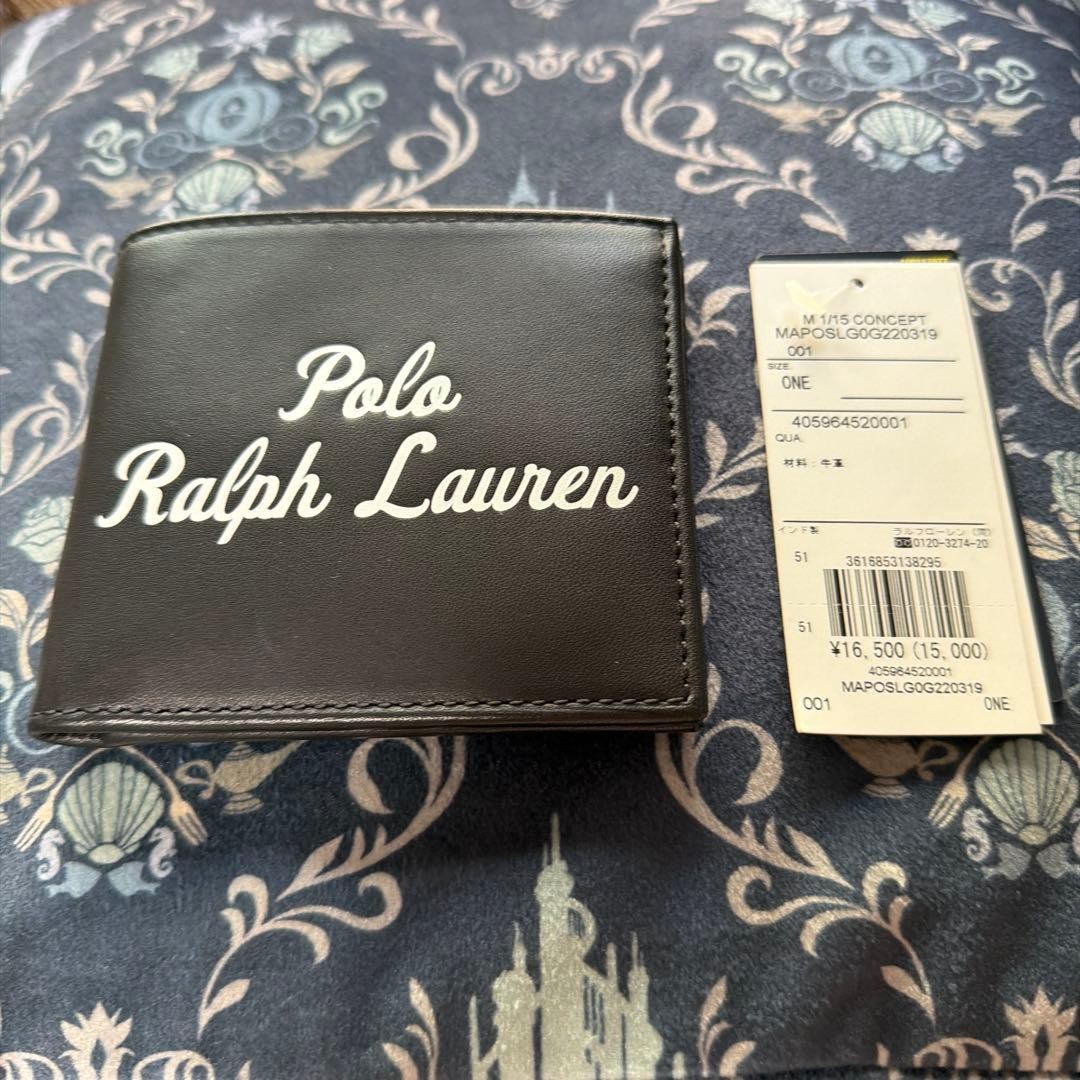 Polo
Ralph Lauren
M 1/15 CONCEPT
MAPOSLG0G220319
001
SIZE
ONE
405964520001
QUA.
材料：牛革
インド製
ラルフローレン（同）
0120-3274-20
51
3616853138295
51
¥16,500 (15,000)
405964520001
MAPOSLG0G220319
001
ONE